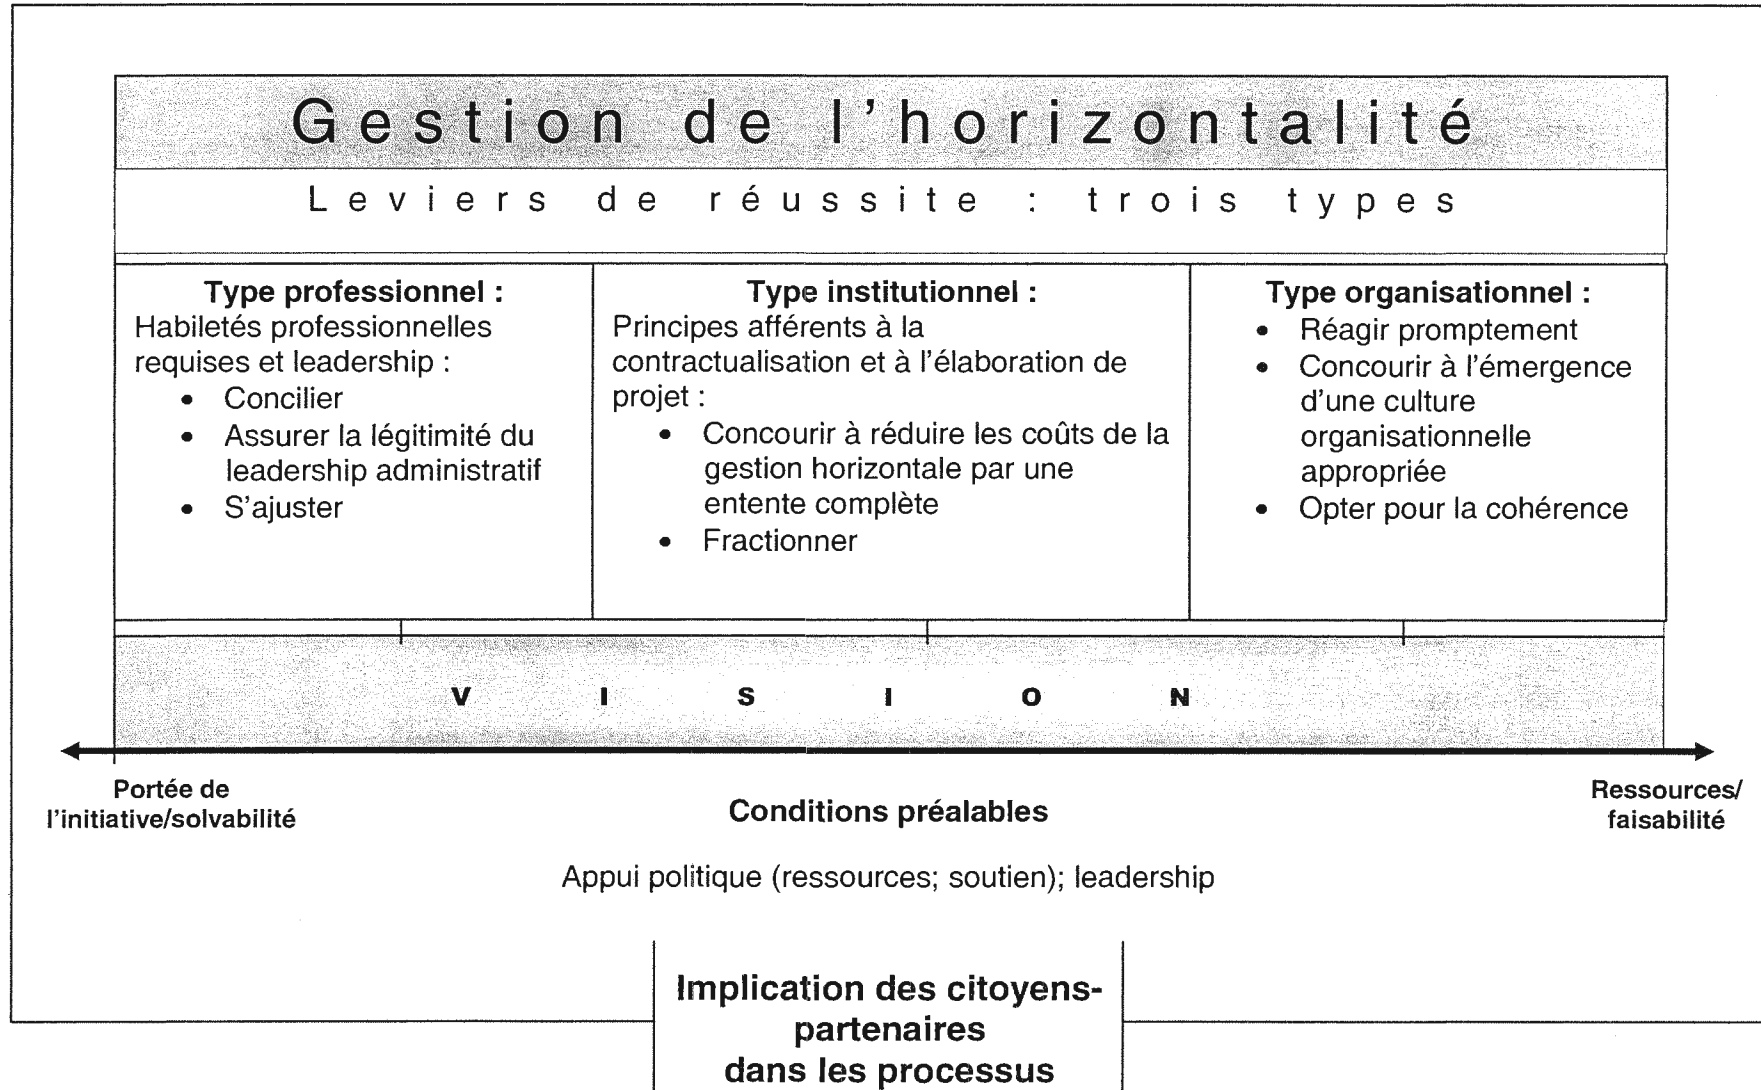 Gestion de l'horizontalité
Leviers de réussite : trois types
Type professionnel :
Habiletés professionnelles
requises et leadership :
• Concilier
• Assurer la légitimité du
leadership administratif
• S'ajuster
Type institutionnel :
Principes afférents à la
contractualisation et à l'élaboration de
projet :
• Concourir à réduire les coûts de la
gestion horizontale par une
entente complète
• Fractionner
Type organisationnel :
• Réagir promptement
• Concourir à l'émergence
d'une culture
organisationnelle
appropriée
• Opter pour la cohérence
VISION
Portée de
l'initiative/solvabilité
Conditions préalables
Ressources/
faisabilité
Appui politique (ressources; soutien); leadership
Implication des citoyens-
partenaires
dans les processus